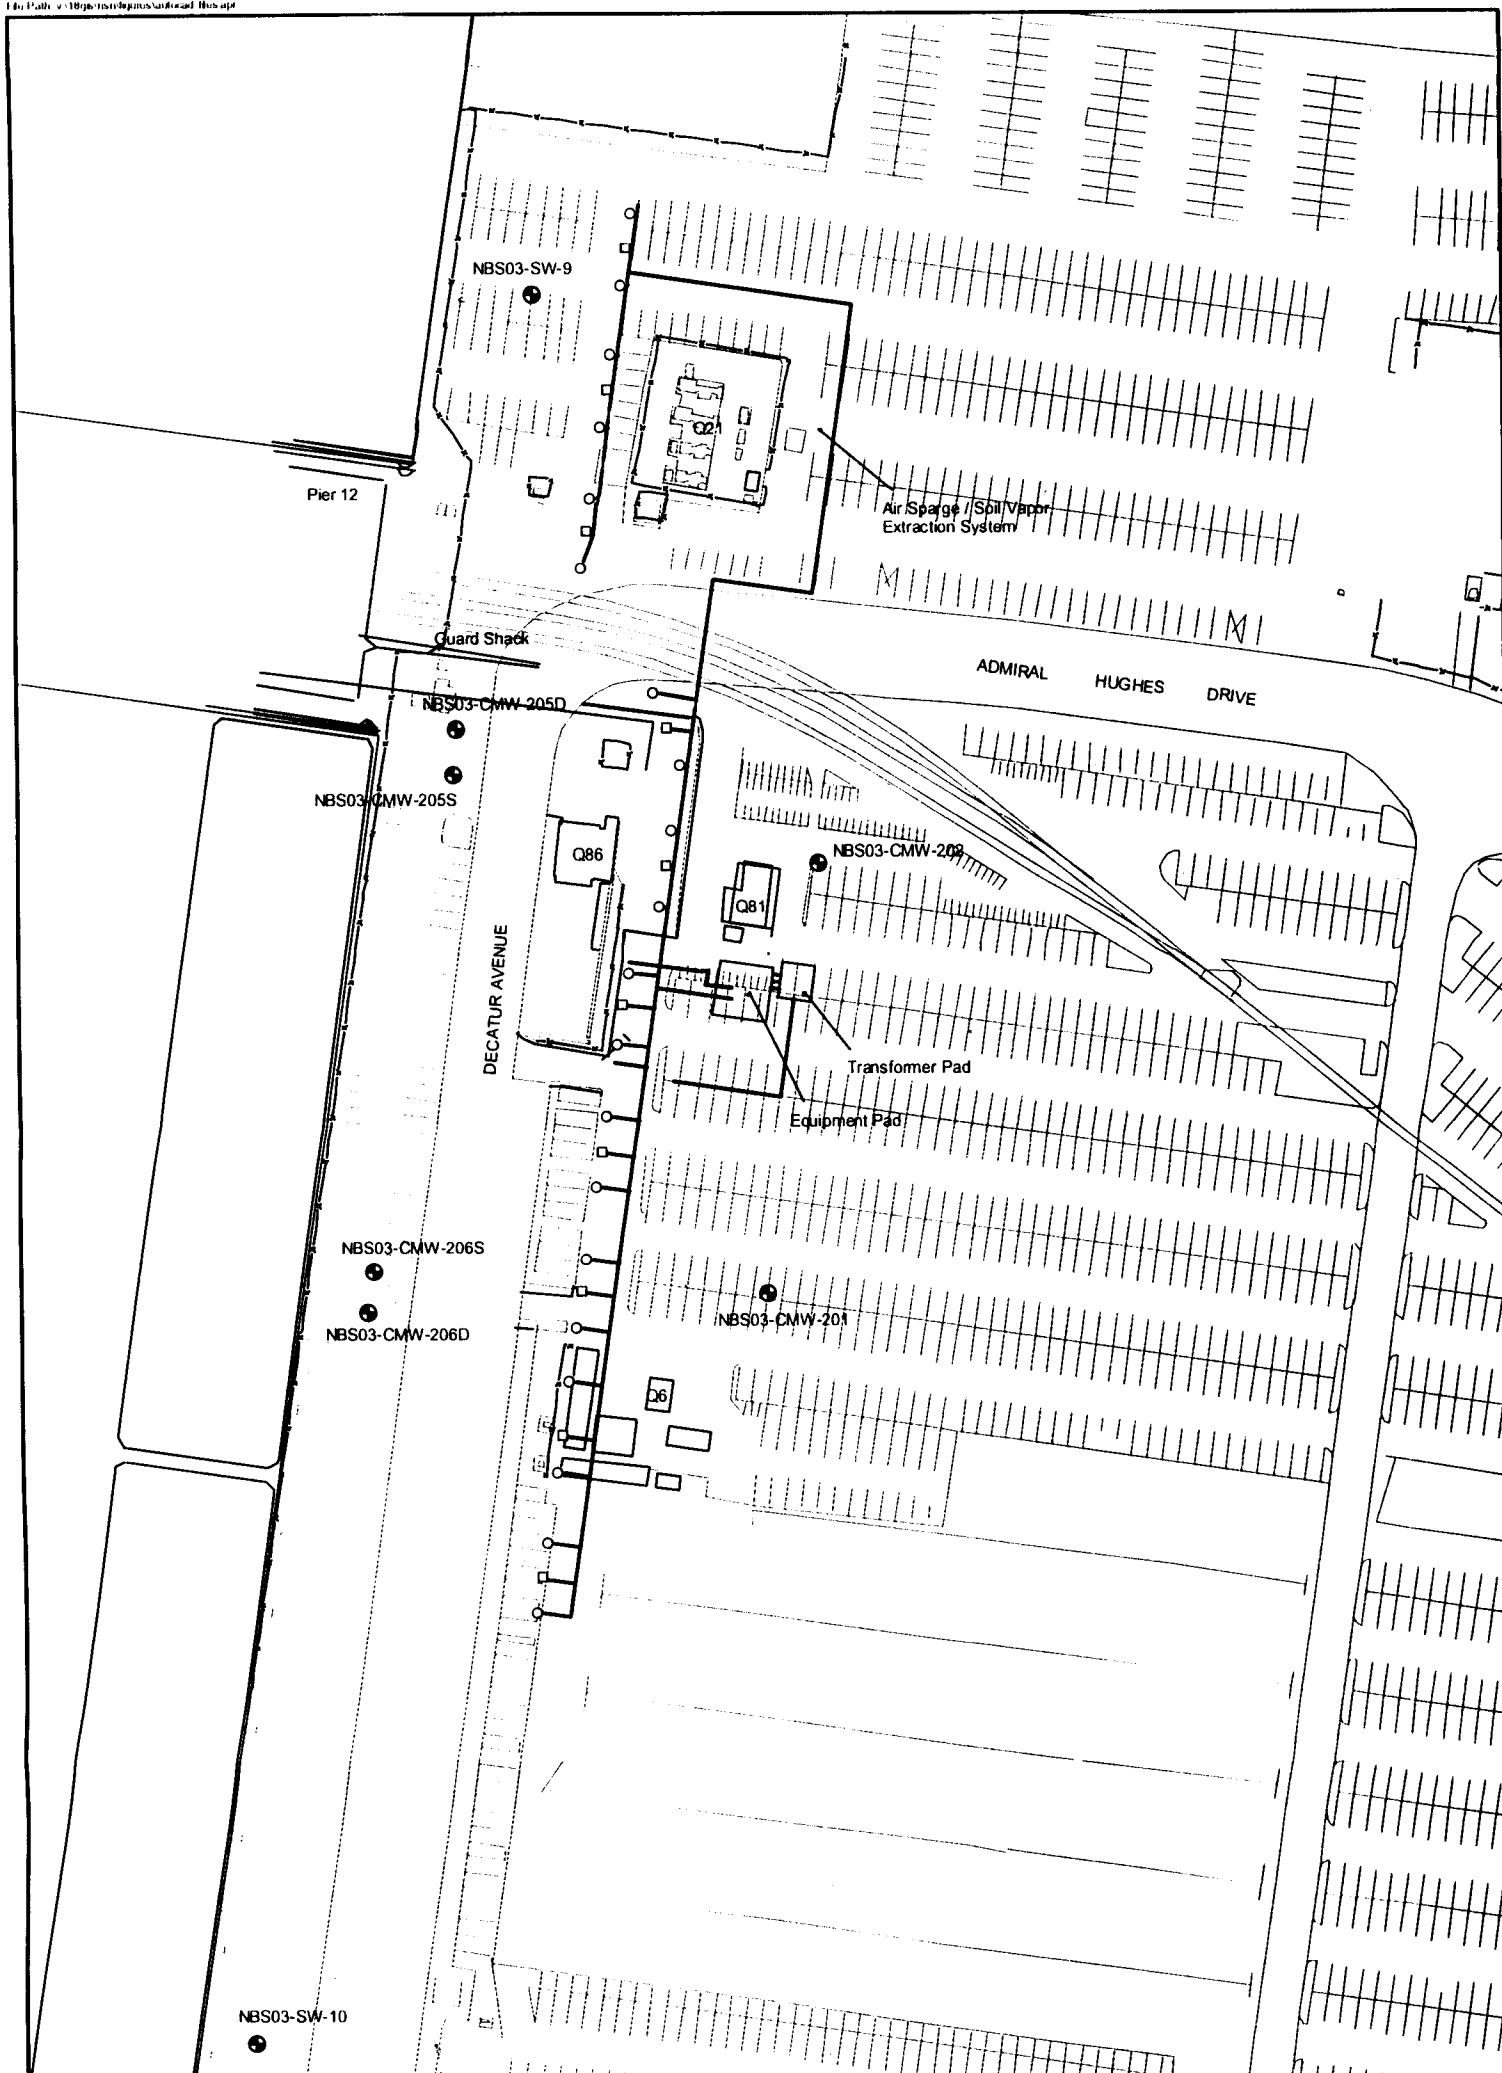 NBS03-SW-9
Q21
Pier 12
Air Sparge / Soil Vapor
Extraction System
Guard Shack
ADMIRAL HUGHES DRIVE
NBS03-CMW-205D
NBS03-CMW-205S
Q86
NBS03-CMW-202
Q81
DECATUR AVENUE
Transformer Pad
Equipment Pad
NBS03-CMW-206S
NBS03-CMW-201
NBS03-CMW-206D
Q6
NBS03-SW-10